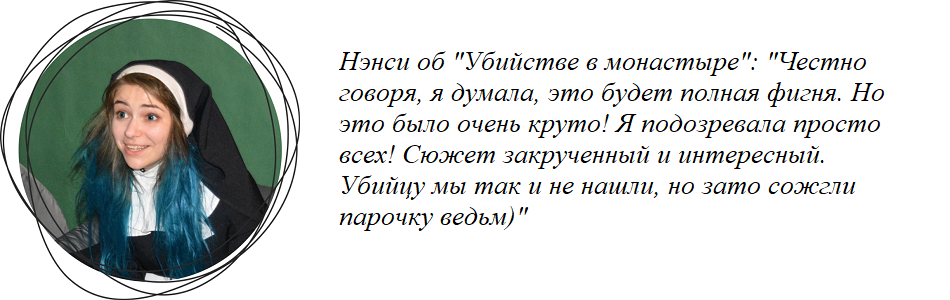 Нэнси об "Убийстве в монастыре": "Честно
говоря, я думала, это будет полная фигня. Но
это было очень круто! Я подозревала просто
всех! Сюжет закрученный и интересный.
Убийцу мы так и не нашли, но зато сожгли
парочку ведьм)"